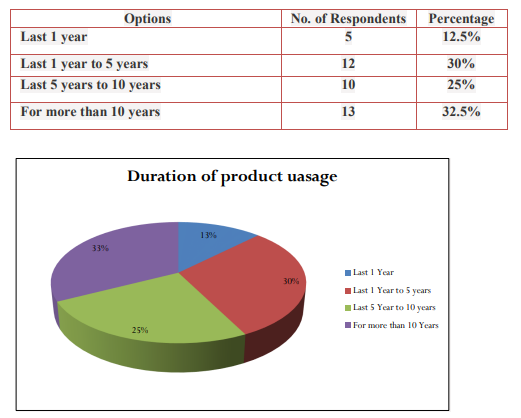 Options No. of Respondents Percentage
Last 1 year 5 12.5%
Last 1 year to 5 years 12 30%
Last 5 years to 10 years 10 25%
For more than 10 years 13 32.5%
Duration of product uasage
13%
33%
30%
25%
Last 1 Year
Last 1 Year to 5 years
Last 5 Year to 10 years
For more than 10 Years